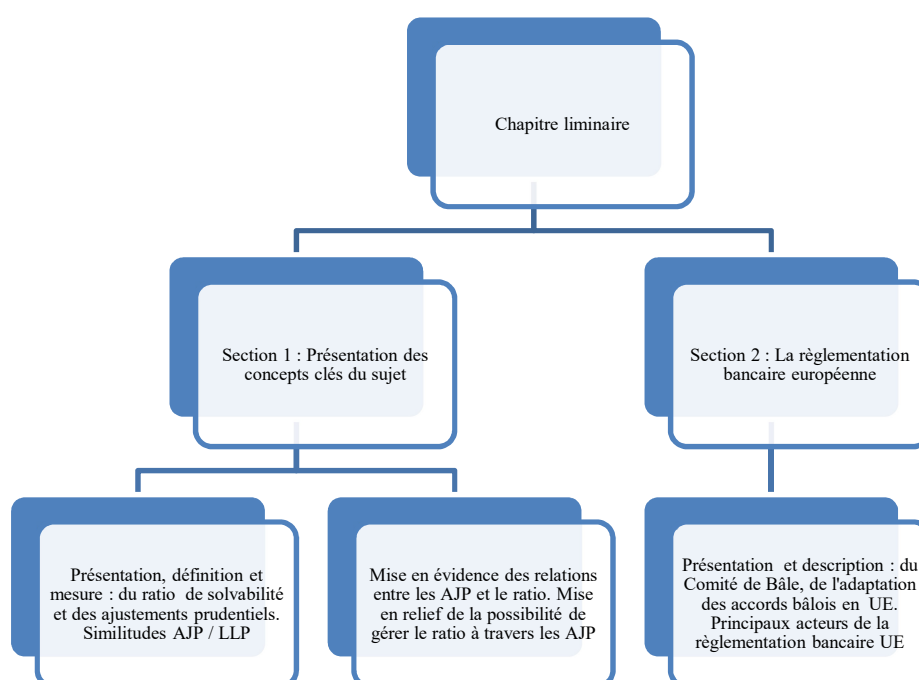 Chapitre liminaire
Section 1 : Présentation des
concepts clés du sujet
Section 2 : La règlementation
bancaire européenne
Présentation, définition et
mesure : du ratio de solvabilité
et des ajustements prudentiels.
Similitudes AJP / LLP
Mise en évidence des relations
entre les AJP et le ratio. Mise
en relief de la possibilité de
gérer le ratio à travers les AJP
Présentation et description : du
Comité de Bâle, de l'adaptation
des accords bâlois en UE.
Principaux acteurs de la
règlementation bancaire UE